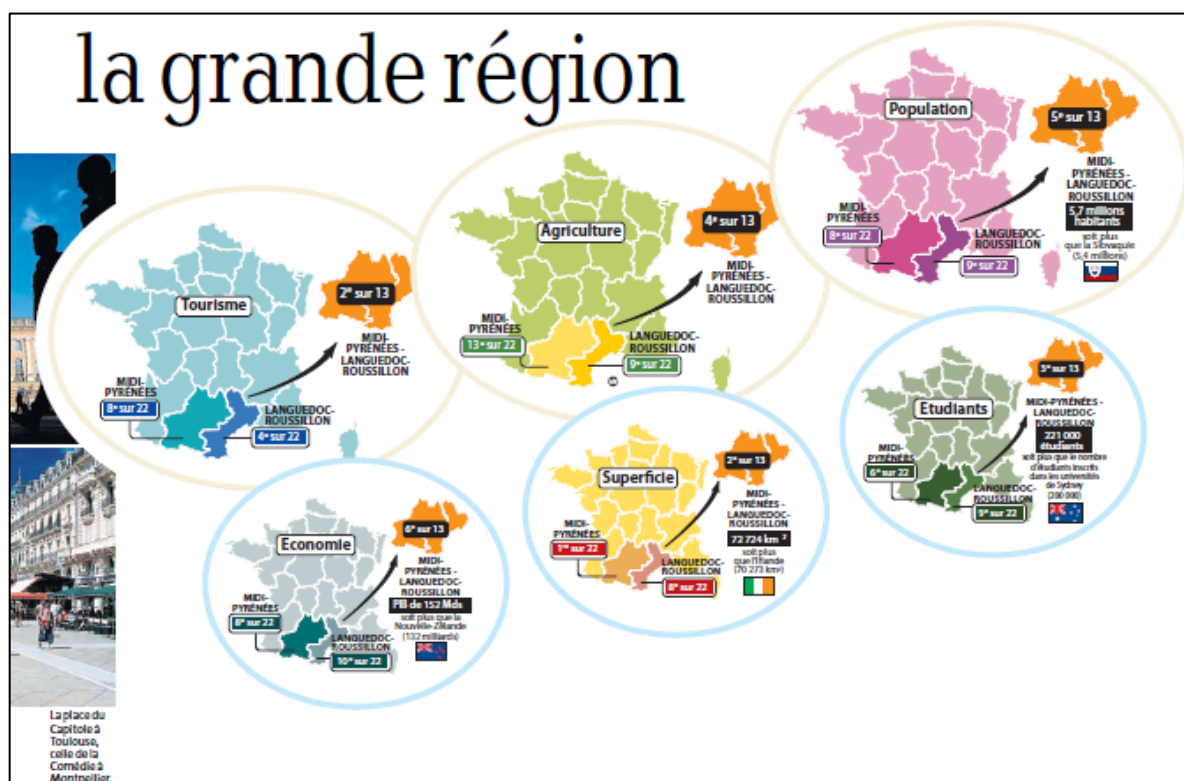 la grande région
Population
5e sur 13
MIDI-
PYRÉNÉES -
LANGUEDOC-
ROUSSILLON
5,7 millions
habitants
soit plus
que la Slovaquie
(5,4 millions)
MIDI-
PYRÉNÉES
8e sur 22
LANGUEDOC-
ROUSSILLON
9e sur 22
Agriculture
4e sur 13
MIDI-
PYRÉNÉES -
LANGUEDOC-
ROUSSILLON
MIDI-
PYRÉNÉES
13e sur 22
LANGUEDOC-
ROUSSILLON
9e sur 22
Tourisme
2e sur 13
MIDI-
PYRÉNÉES -
LANGUEDOC-
ROUSSILLON
MIDI-
PYRÉNÉES
8e sur 22
LANGUEDOC-
ROUSSILLON
4e sur 22
Etudiants
3e sur 13
MIDI-PYRÉNÉES -
LANGUEDOC-
ROUSSILLON
221 000
étudiants
soit plus que le nombre
d'étudiants inscrits
dans les universités
de Sydney
(200 000)
MIDI-
PYRÉNÉES
6e sur 22
LANGUEDOC-
ROUSSILLON
9e sur 22
Superficie
2e sur 13
MIDI-
PYRÉNÉES -
LANGUEDOC-
ROUSSILLON
72 724 km²
soit plus
que l'Irlande
(70 273 km²)
MIDI-
PYRÉNÉES
1re sur 22
LANGUEDOC-
ROUSSILLON
8e sur 22
Economie
6e sur 13
MIDI-
PYRÉNÉES -
LANGUEDOC-
ROUSSILLON
PIB de 152 Mds
soit plus que la
Nouvelle-Zélande
(132 milliards)
MIDI-
PYRÉNÉES
8e sur 22
LANGUEDOC-
ROUSSILLON
10e sur 22
La place du
Capitole à
Toulouse,
celle de la
Comédie à
Montpellier